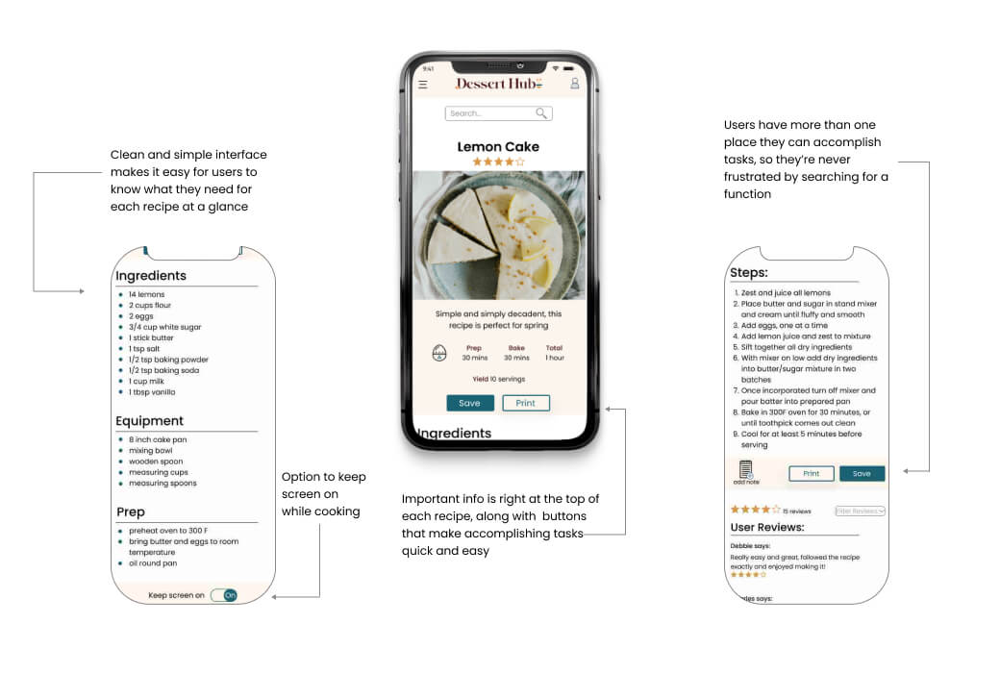 Clean and simple interface
makes it easy for users to
know what they need for
each recipe at a glance
Ingredients
14 lemons
2 cups flour
2 eggs
3/4 cup white sugar
1 stick butter
1 tsp salt
1/2 tsp baking powder
1/2 tsp baking soda
1 cup milk
1 tbsp vanilla
Equipment
8 inch cake pan
mixing bowl
wooden spoon
measuring cups
measuring spoons
Prep
preheat oven to 300 F
bring butter and eggs to room
temperature
oil round pan
Keep screen on On
Option to keep
screen on
while cooking
9:41
Dessert Hub
Search...
Lemon Cake
Simple and simply decadent, this
recipe is perfect for spring
Prep Bake Total
30 mins 30 mins 1 hour
Yield 10 servings
Save Print
Ingredients
Important info is right at the top of
each recipe, along with buttons
that make accomplishing tasks
quick and easy
Users have more than one
place they can accomplish
tasks, so they're never
frustrated by searching for a
function
Steps:
1. Zest and juice all lemons
2. Place butter and sugar in stand mixer
and cream until fluffy and smooth
3. Add eggs, one at a time
4. Add lemon juice and zest to mixture
5. Sift together all dry ingredients
6. With mixer on low add dry ingredients
into butter/sugar mixture in two
batches
7. Once incorporated turn off mixer and
pour batter into prepared pan
8. Bake in 300F oven for 30 minutes, or
until toothpick comes out clean
9. Cool for at least 5 minutes before
serving
add note Print Save
15 reviews Filter Reviews
User Reviews:
Debbie says:
Really easy and great, followed the recipe
exactly and enjoyed making it!
says: